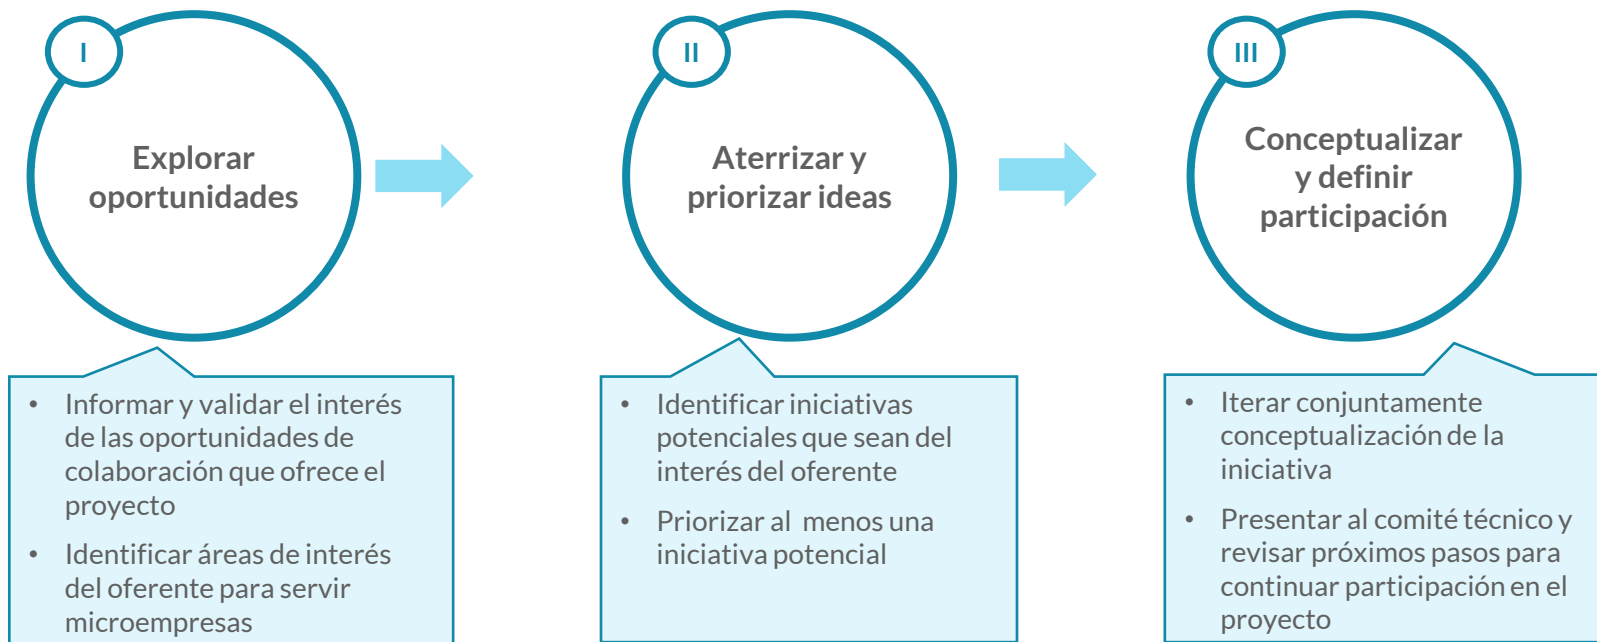 I
Explorar
oportunidades
• Informar y validar el interés
de las oportunidades de
colaboración que ofrece el
proyecto
• Identificar áreas de interés
del oferente para servir
microempresas
II
Aterrizar y
priorizar ideas
• Identificar iniciativas
potenciales que sean del
interés del oferente
• Priorizar al menos una
iniciativa potencial
III
Conceptualizar
y definir
participación
• Iterar conjuntamente
conceptualización de la
iniciativa
• Presentar al comité técnico y
revisar próximos pasos para
continuar participación en el
proyecto